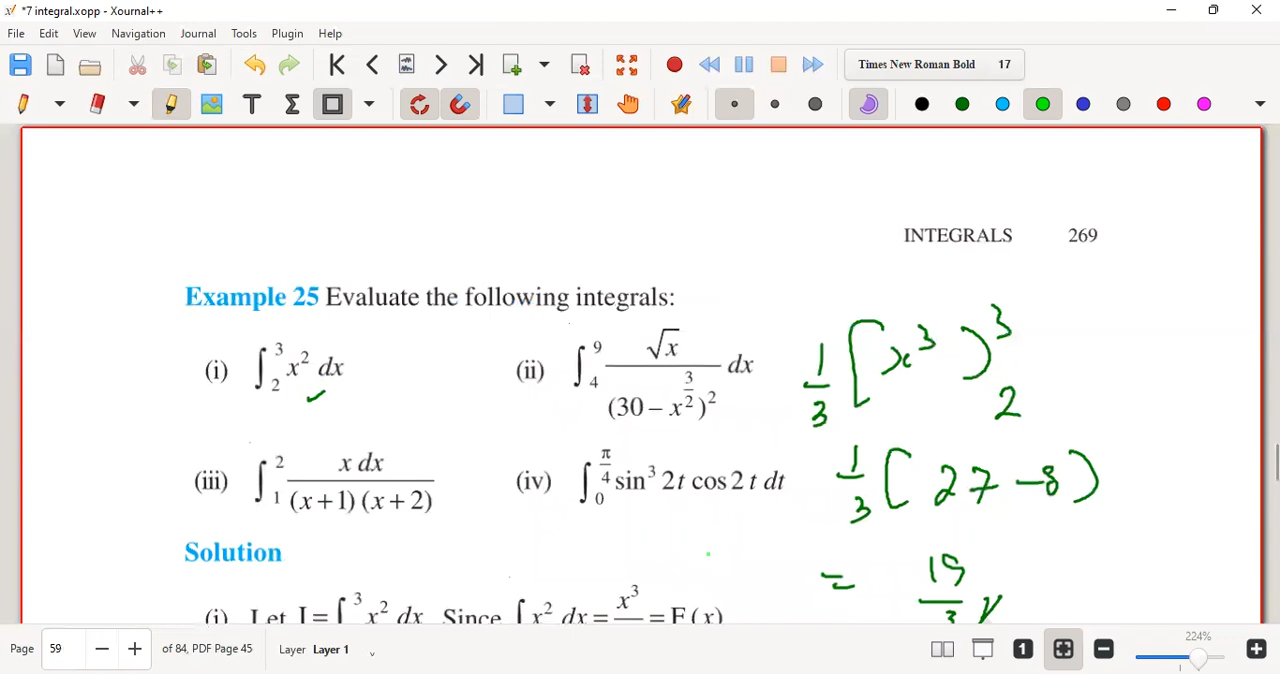 *7 integral.xopp - Xournal++
File Edit View Navigation Journal Tools Plugin Help
Times New Roman Bold 17
INTEGRALS 269
Example 25 Evaluate the following integrals:
(i) ∫₂³ x² dx
(ii) ∫₄⁹ √x / (30 – x^(3/2))² dx
(iii) ∫₁² x dx / (x+1) (x+2)
(iv) ∫₀^(π/4) sin³ 2t cos 2 t dt
Solution
(i) Let I = ∫₂³ x² dx Since ∫ x² dx = x³/3 = F (x)
1/3 [x³)³₂
1/3 (27 – 8)
= 19/3
Page 59 of 84, PDF Page 45 Layer Layer 1 1 224%